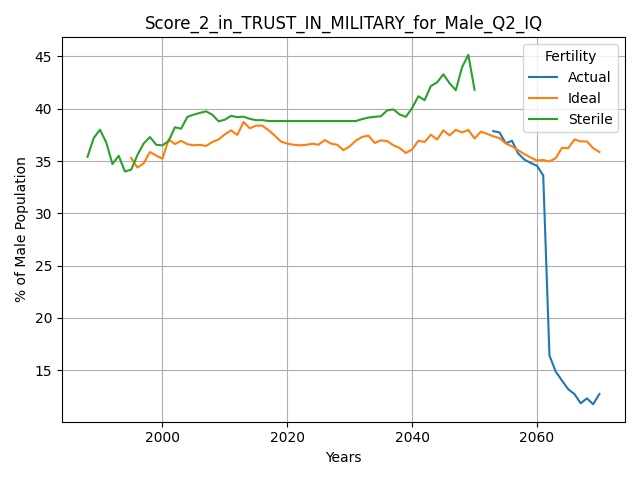 Score_2_in_TRUST_IN_MILITARY_for_Male_Q2_IQ
Fertility
Actual
Ideal
Sterile
% of Male Population
45
40
35
30
25
20
15
2000
2020
2040
2060
Years